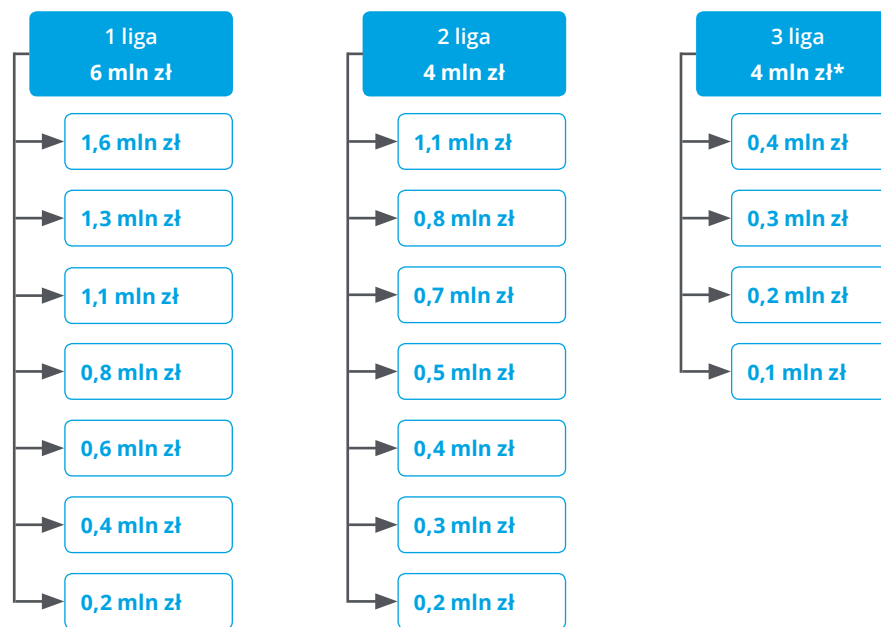 1 liga
6 mln zł
1,6 mln zł
1,3 mln zł
1,1 mln zł
0,8 mln zł
0,6 mln zł
0,4 mln zł
0,2 mln zł
2 liga
4 mln zł
1,1 mln zł
0,8 mln zł
0,7 mln zł
0,5 mln zł
0,4 mln zł
0,3 mln zł
0,2 mln zł
3 liga
4 mln zł*
0,4 mln zł
0,3 mln zł
0,2 mln zł
0,1 mln zł